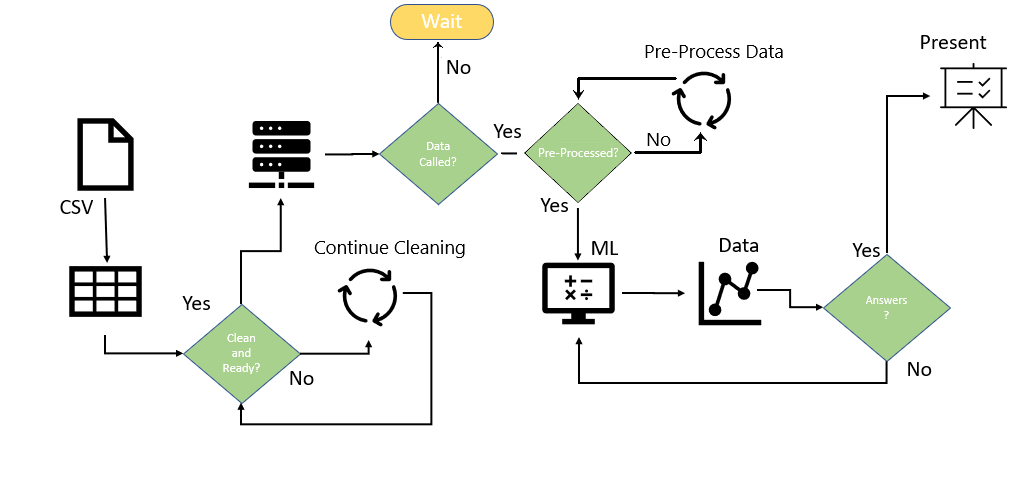 Wait
No
Present
Pre-Process Data
Data
Called?
Yes
Pre-Processed?
No
CSV
Yes
Continue Cleaning
ML
Data
Yes
Yes
Answers
?
Clean
and
Ready?
No
No